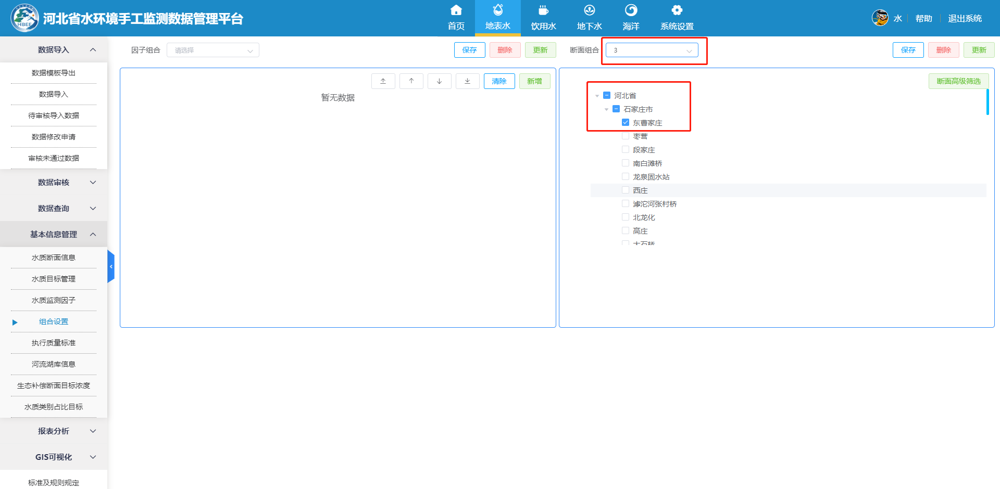 HBEE
河北省水环境手工监测数据管理平台
首页
地表水
饮用水
地下水
海洋
系统设置
水
帮助
退出系统
数据导入
数据模板导出
数据导入
待审核导入数据
数据修改申请
审核未通过数据
数据审核
数据查询
基本信息管理
水质断面信息
水质目标管理
水质监测因子
组合设置
执行质量标准
河流湖库信息
生态补偿断面目标浓度
水质类别占比目标
报表分析
GIS可视化
标准及规则规定
因子组合
请选择
保存
删除
更新
清除
新增
暂无数据
断面组合
3
保存
删除
更新
断面高级筛选
河北省
石家庄市
东曹家庄
枣营
段家庄
南白滩桥
龙泉固水站
西庄
滹沱河张村桥
北龙化
高庄
大石桥